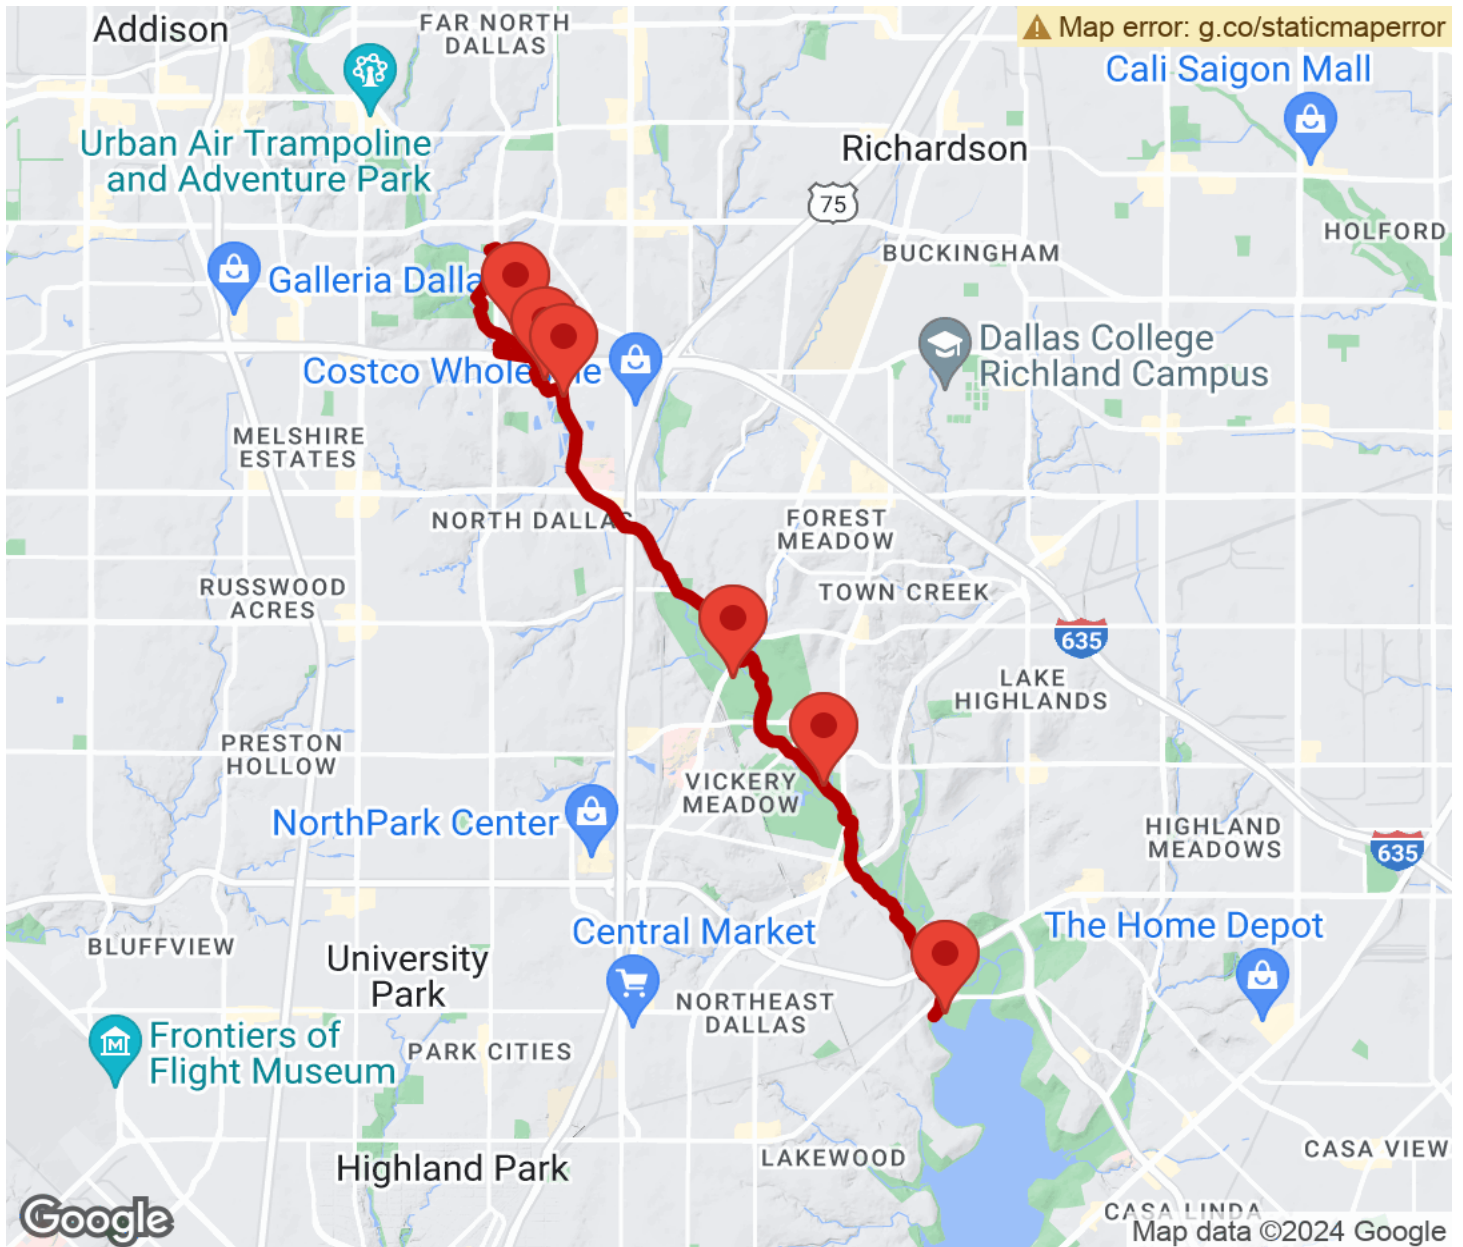 Addison
FAR NORTH
DALLAS
Map error: g.co/staticmaperror
Cali Saigon Mall
Urban Air Trampoline
and Adventure Park
Richardson
75
HOLFORD
BUCKINGHAM
Galleria Dalla
Dallas College
Richland Campus
Costco Whole
e
MELSHIRE
ESTATES
NORTH DALLAS
FOREST
MEADOW
RUSSWOOD
ACRES
TOWN CREEK
635
LAKE
HIGHLANDS
PRESTON
HOLLOW
VICKERY
MEADOW
NorthPark Center
HIGHLAND
MEADOWS
635
BLUFFVIEW
Central Market
The Home Depot
University
Park
NORTHEAST
DALLAS
Frontiers of
Flight Museum
PARK CITIES
M
LAKEWOOD
CASA VIEW
Highland Park
CASA LINDA
Google
Map data ©2024 Google